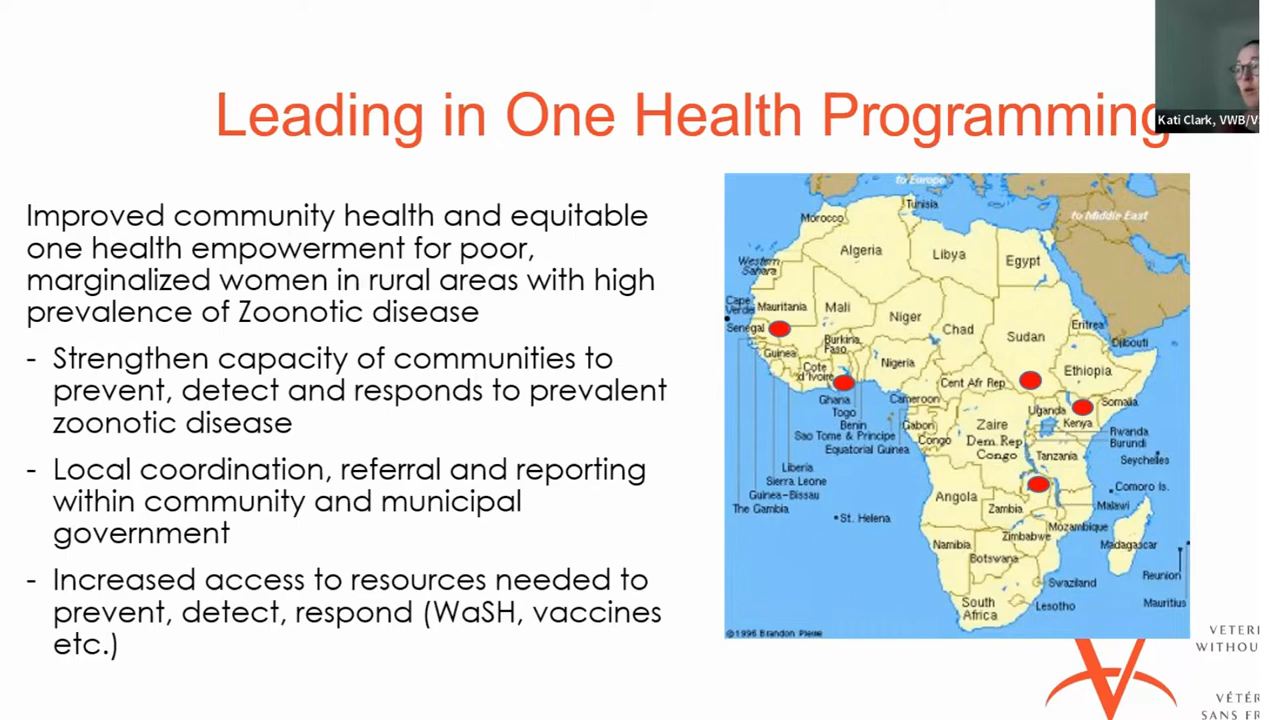 Leading in One Health Programming
Kati Clark, VWB/V
Improved community health and equitable
one health empowerment for poor,
marginalized women in rural areas with high
prevalence of Zoonotic disease
- Strengthen capacity of communities to
prevent, detect and responds to prevalent
zoonotic disease
- Local coordination, referral and reporting
within community and municipal
government
- Increased access to resources needed to
prevent, detect, respond (WaSH, vaccines
etc.)
to Europe
Tunisia
Morocco
to Middle East
Algeria
Libya
Egypt
Western
Sahara
Cape
Verde
Mauritania
Mali
Niger
Chad
Sudan
Eritrea
Senegal
Djibouti
Guinea
Burkina
Faso
Cote
d'Ivoire
Nigeria
Cent Afr Rep
Ethiopia
Somalia
Ghana
Togo
Benin
Sao Tome & Principe
Equatorial Guinea
Cameroon
Gabon
Congo
Zaire
Dem. Rep
Congo
Uganda
Kenya
Rwanda
Burundi
Tanzania
Seychelles
Liberia
Sierra Leone
Guinea-Bissau
The Gambia
St. Helena
Angola
Zambia
Comoro Is.
Malawi
Mozambique
Zimbabwe
Namibia
Botswana
Madagascar
Reunion
Mauritius
Swaziland
South
Africa
Lesotho
©1996 Brandon Plewe
VETERI
WITHOU
VÉTÉR
SANS FR